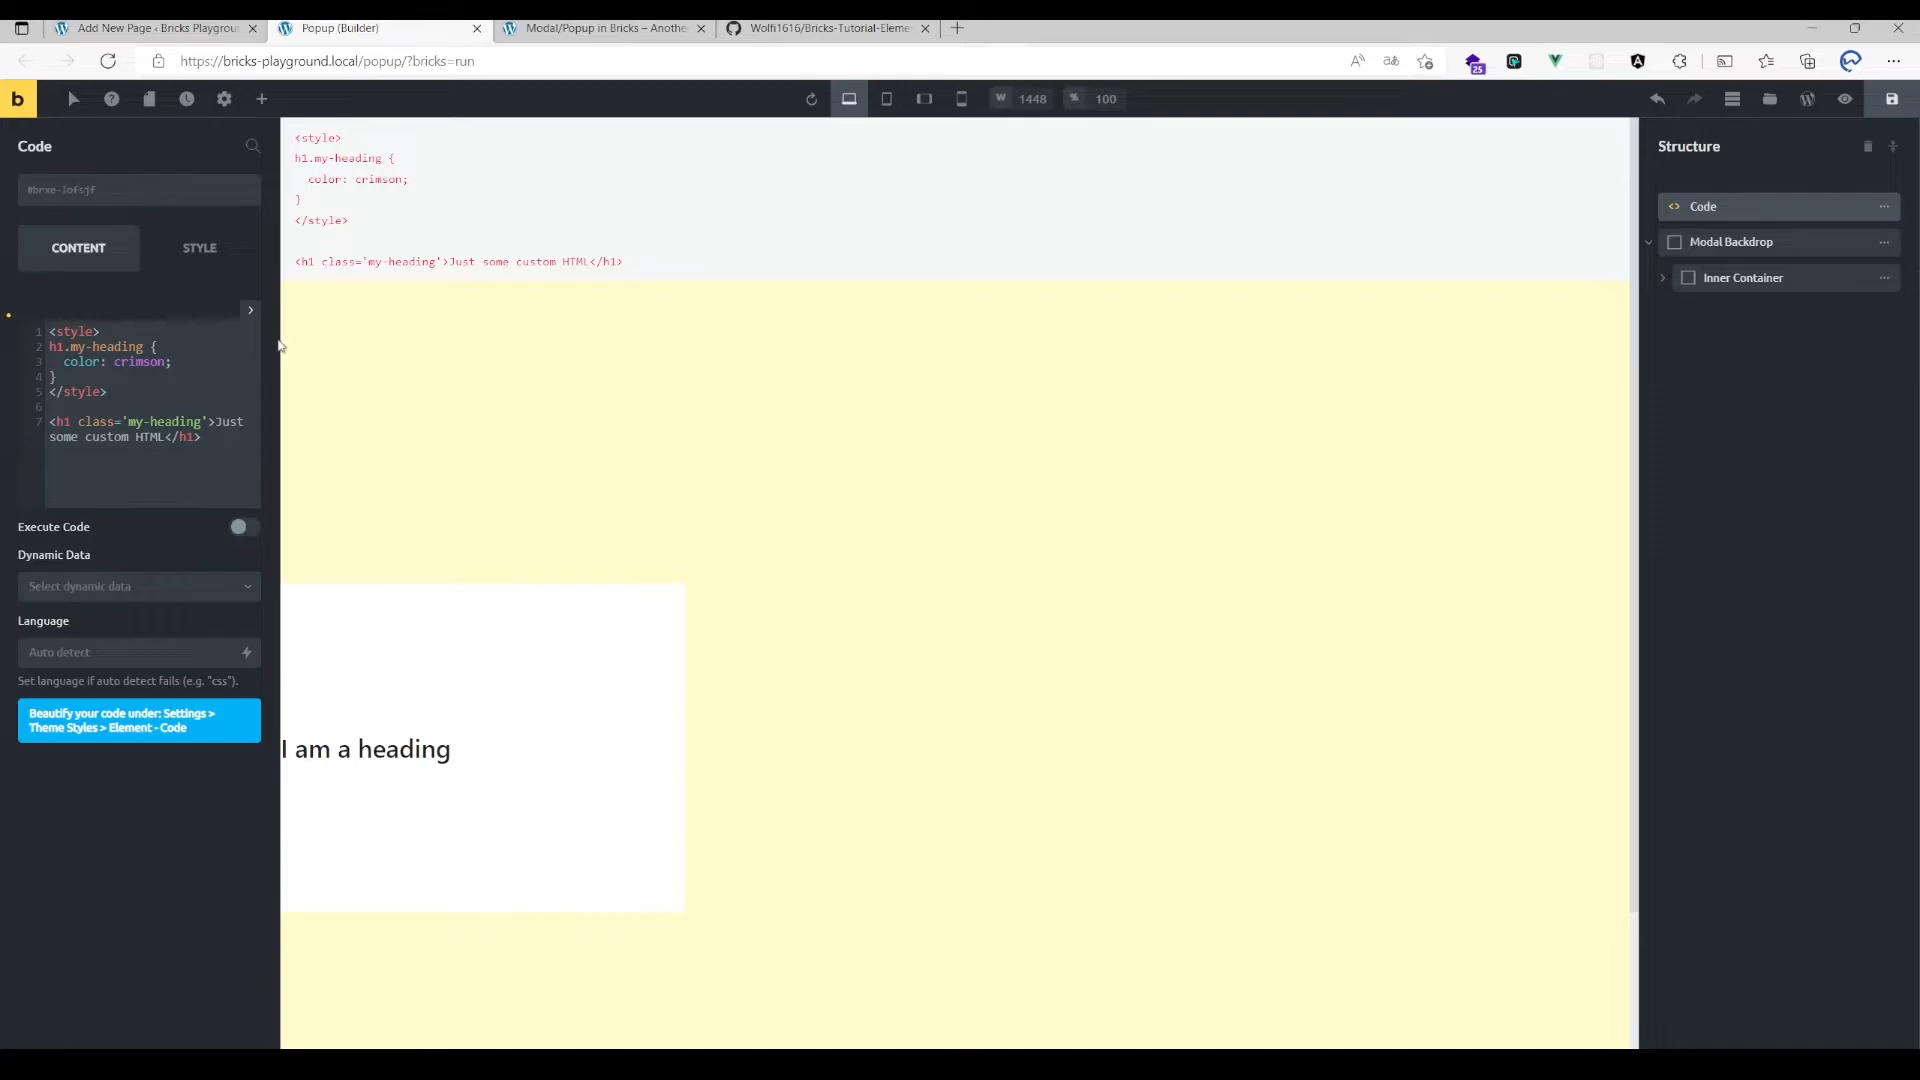 Add New Page ‹ Bricks Playgroun
Popup (Builder)
Modal/Popup in Bricks – Anothe
Wolfi1616/Bricks-Tutorial-Eleme
https://bricks-playground.local/popup/?bricks=run
25
b
W 1448
% 100
Code
#brxe-lofsjf
CONTENT
STYLE
1 <style>
2 h1.my-heading {
3 color: crimson;
4 }
5 </style>
6
7 <h1 class='my-heading'>Just
some custom HTML</h1>
Execute Code
Dynamic Data
Select dynamic data
Language
Auto detect
Set language if auto detect fails (e.g. "css").
Beautify your code under: Settings >
Theme Styles > Element - Code
<style>
h1.my-heading {
color: crimson;
}
</style>
<h1 class='my-heading'>Just some custom HTML</h1>
I am a heading
Structure
Code
Modal Backdrop
Inner Container